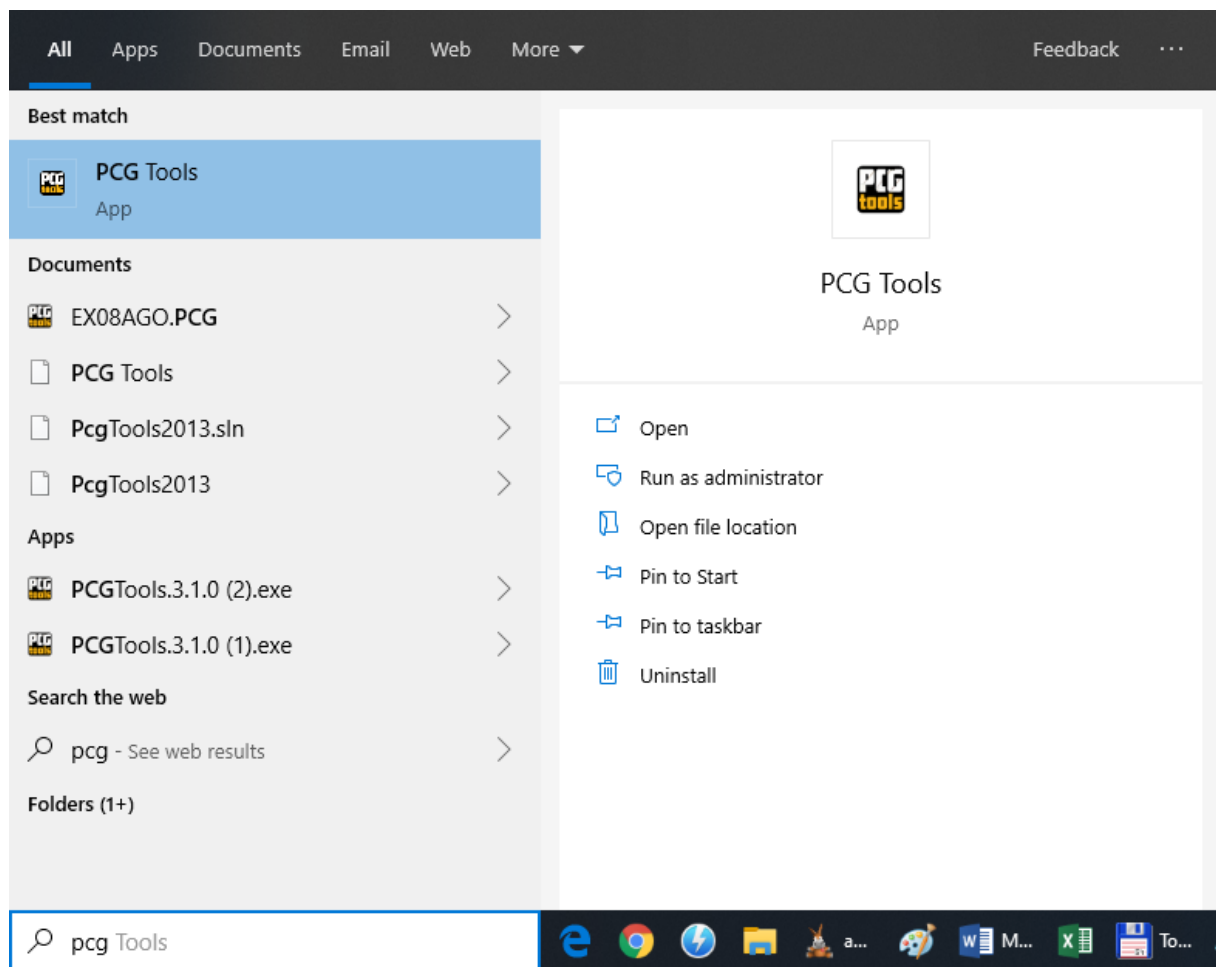 All Apps Documents Email Web More Feedback ...
Best match
PCG Tools
App
Documents
EX08AGO.PCG
PCG Tools
PcgTools2013.sln
PcgTools2013
Apps
PCGTools.3.1.0 (2).exe
PCGTools.3.1.0 (1).exe
Search the web
pcg - See web results
Folders (1+)
PCG tools
PCG Tools
App
Open
Run as administrator
Open file location
Pin to Start
Pin to taskbar
Uninstall
pcg Tools
a... M... To...